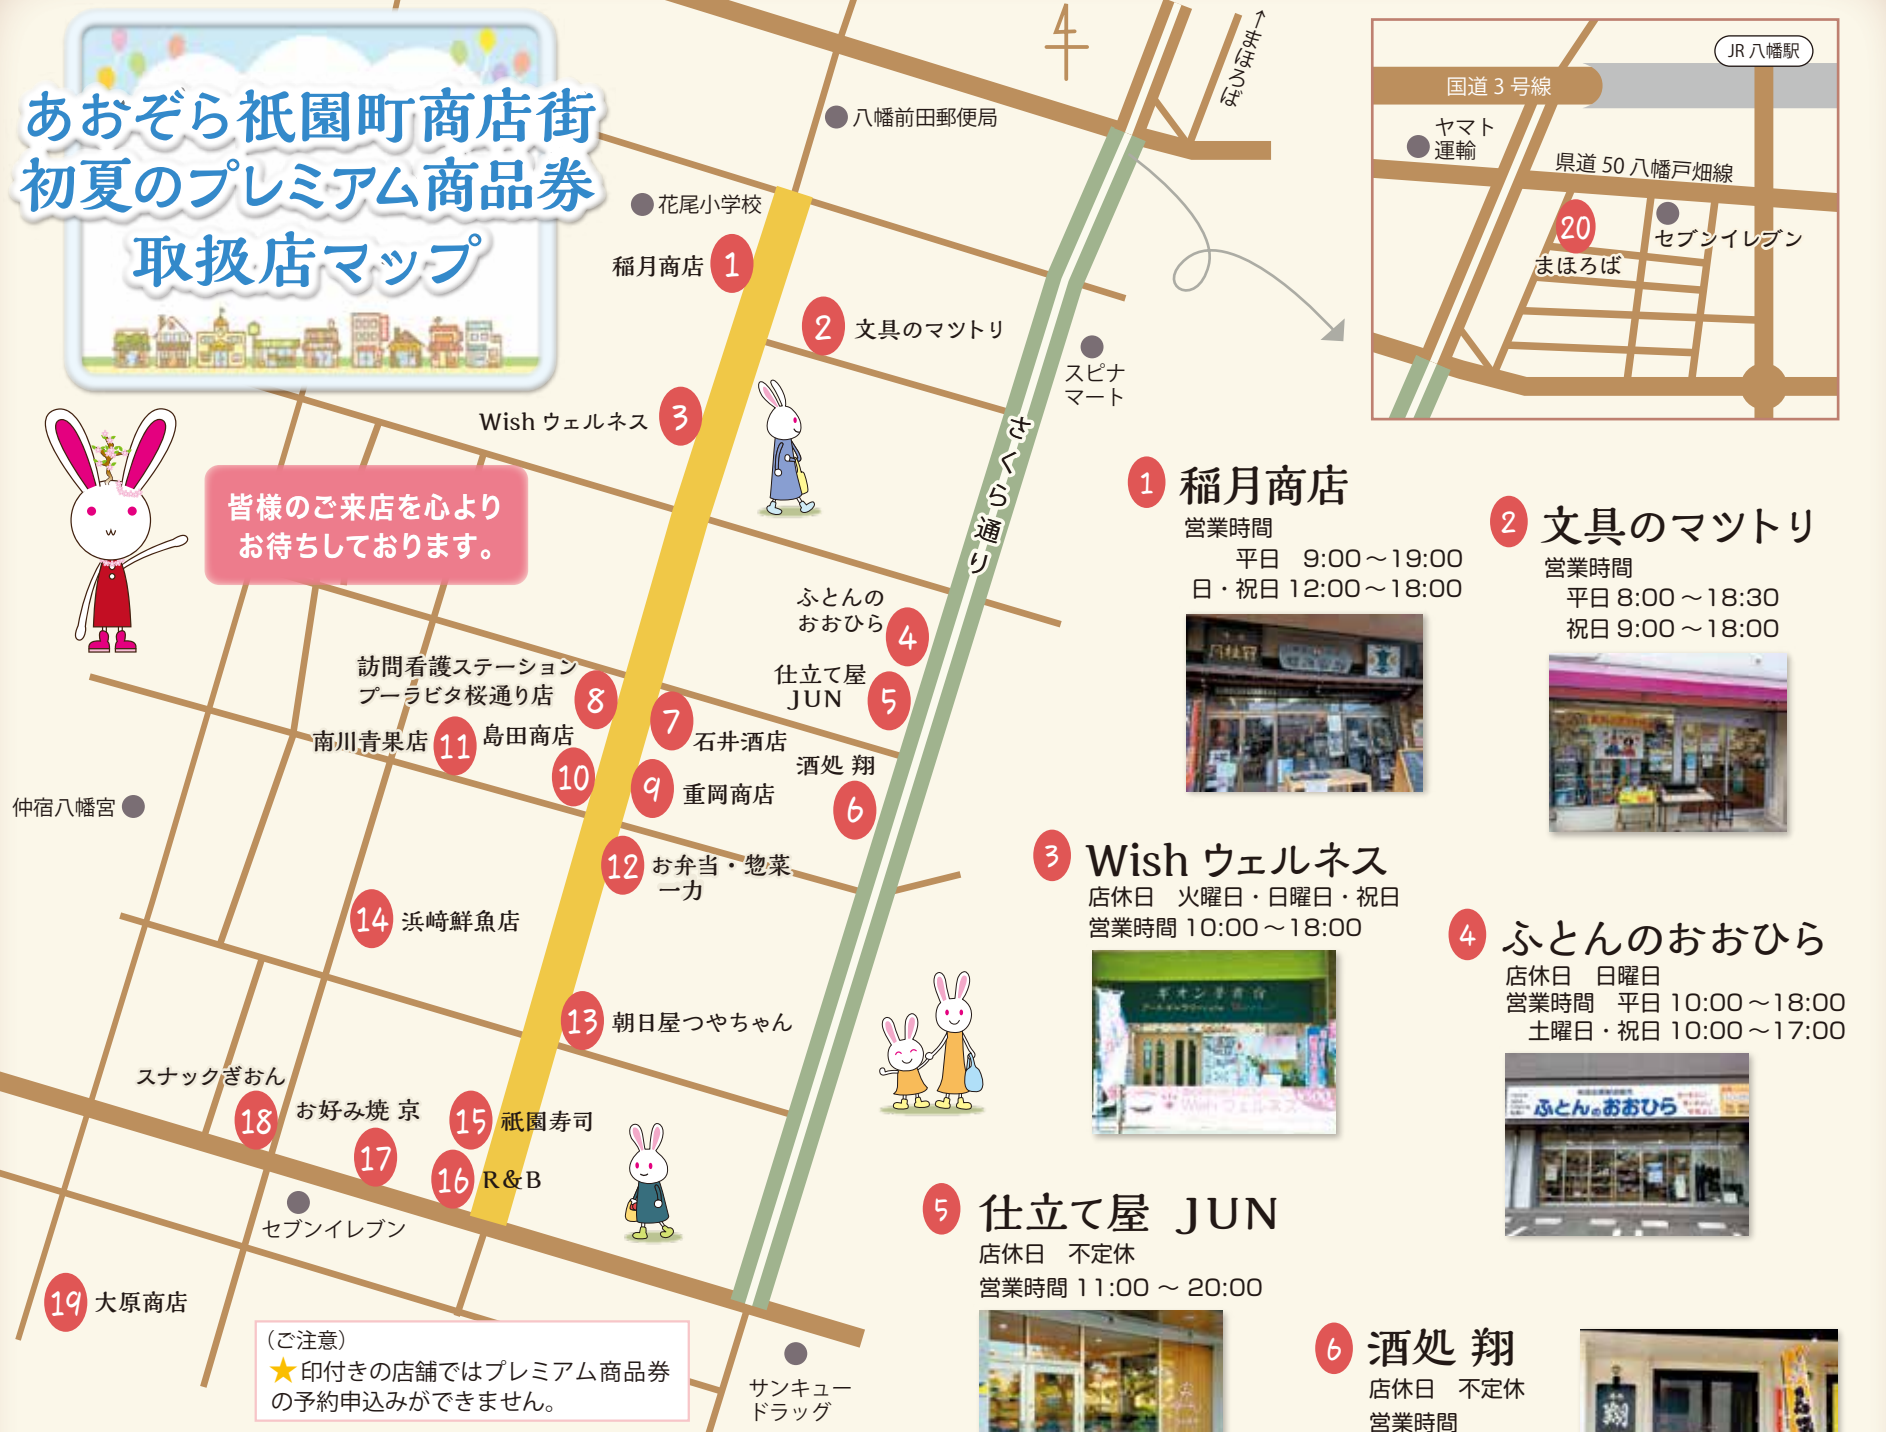 あおぞら祇園町商店街
初夏のプレミアム商品券
取扱店マップ
皆様のご来店を心より
お待ちしております。
→まほろば
八幡前田郵便局
花尾小学校
稲月商店 1
2 文具のマツトリ
Wish ウェルネス 3
スピナ
マート
さくら通り
ふとんの
おおひら 4
仕立て屋
JUN 5
訪問看護ステーション
プーラビタ桜通り店 8
7 石井酒店
南川青果店 11
島田商店 10
酒処 翔 6
9 重岡商店
仲宿八幡宮
12 お弁当・惣菜
一力
14 浜﨑鮮魚店
13 朝日屋つやちゃん
スナックぎおん 18
お好み焼 京 17
15 祇園寿司
16 R&B
セブンイレブン
19 大原商店
(ご注意)
★印付きの店舗ではプレミアム商品券
の予約申込みができません。
サンキュー
ドラッグ
JR 八幡駅
国道 3 号線
ヤマト
運輸
県道 50 八幡戸畑線
20
まほろば
セブンイレブン
1 稲月商店
営業時間
平日 9:00～19:00
日・祝日 12:00～18:00
2 文具のマツトリ
営業時間
平日 8:00～18:30
祝日 9:00～18:00
3 Wish ウェルネス
店休日 火曜日・日曜日・祝日
営業時間 10:00～18:00
Wish ウェルネス
4 ふとんのおおひら
店休日 日曜日
営業時間 平日 10:00～18:00
土曜日・祝日 10:00～17:00
ふとんのおおひら
5 仕立て屋 JUN
店休日 不定休
営業時間 11:00 ～ 20:00
6 酒処 翔
店休日 不定休
営業時間
翔